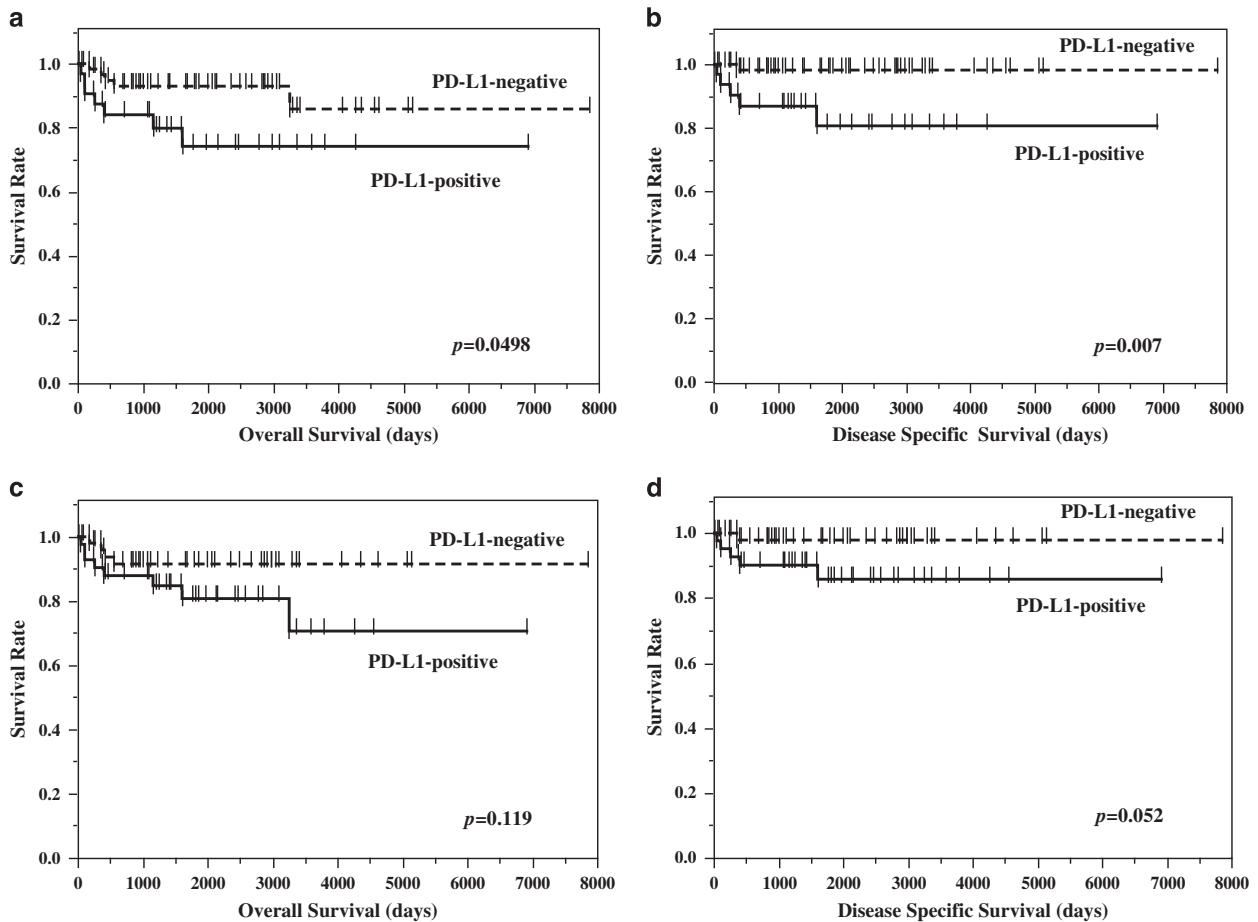 a
1.0
0.8
0.6
0.4
0.2
0.0
Survival Rate
PD-L1-negative
PD-L1-positive
p=0.0498
0 1000 2000 3000 4000 5000 6000 7000 8000
Overall Survival (days)
b
1.0
0.8
0.6
0.4
0.2
0.0
Survival Rate
PD-L1-negative
PD-L1-positive
p=0.007
0 1000 2000 3000 4000 5000 6000 7000 8000
Disease Specific Survival (days)
c
1.0
0.8
0.6
0.4
0.2
0.0
Survival Rate
PD-L1-negative
PD-L1-positive
p=0.119
0 1000 2000 3000 4000 5000 6000 7000 8000
Overall Survival (days)
d
1.0
0.8
0.6
0.4
0.2
0.0
Survival Rate
PD-L1-negative
PD-L1-positive
p=0.052
0 1000 2000 3000 4000 5000 6000 7000 8000
Disease Specific Survival (days)